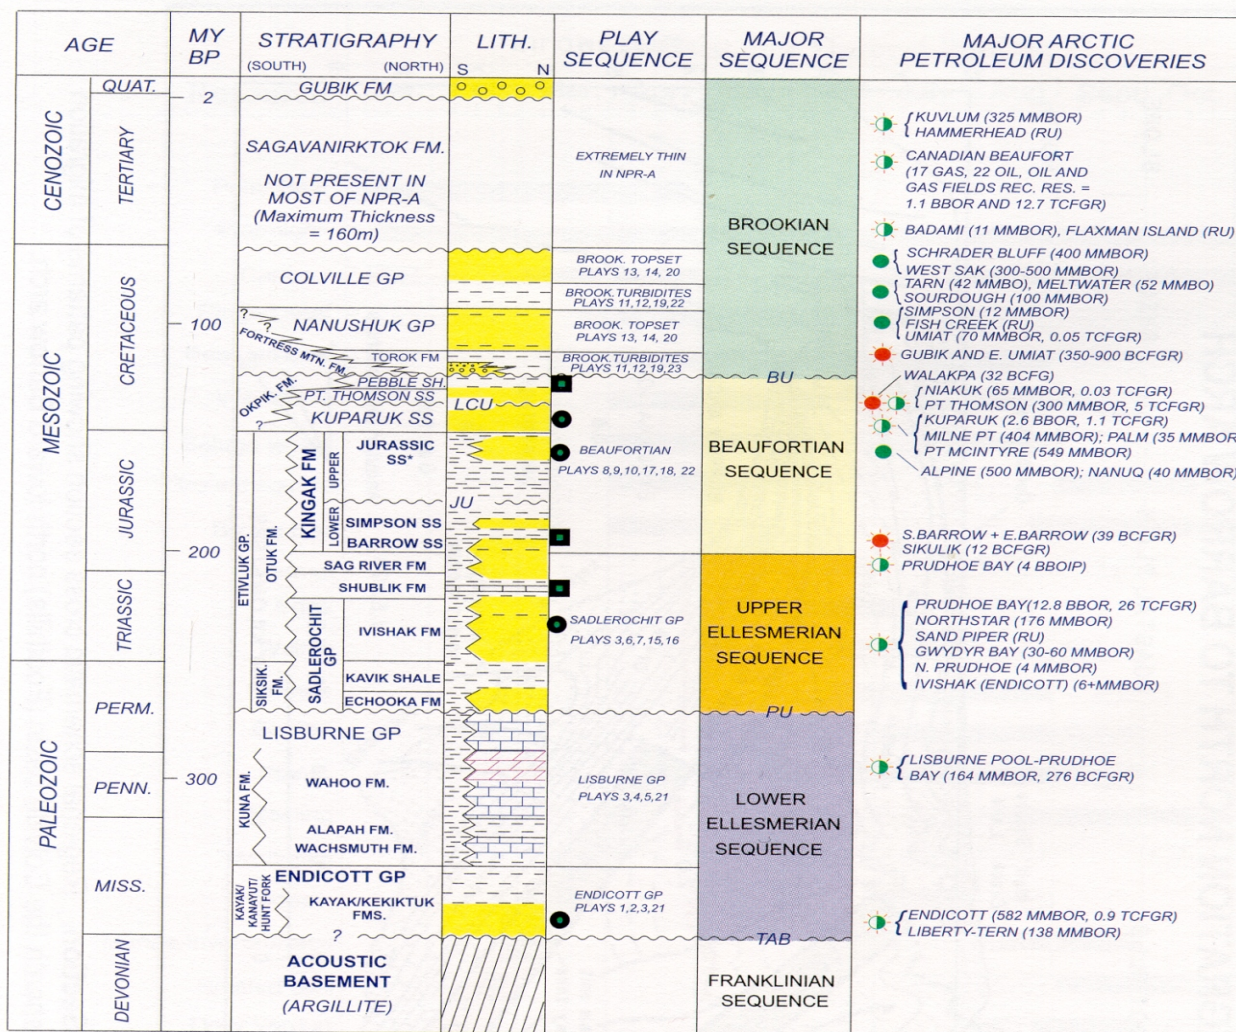 AGE
MY
BP
STRATIGRAPHY
(SOUTH) (NORTH)
LITH.
S N
PLAY
SEQUENCE
MAJOR
SEQUENCE
MAJOR ARCTIC
PETROLEUM DISCOVERIES
CENOZOIC
MESOZOIC
PALEOZOIC
QUAT.
TERTIARY
CRETACEOUS
JURASSIC
TRIASSIC
PERM.
PENN.
MISS.
DEVONIAN
2
100
200
300
GUBIK FM
SAGAVANIRKTOK FM.
NOT PRESENT IN
MOST OF NPR-A
(Maximum Thickness
= 160m)
COLVILLE GP
?
?
NANUSHUK GP
FORTRESS MTN. FM.
TOROK FM
OKPIK. FM.
?
PEBBLE SH.
PT. THOMSON SS
KUPARUK SS
LCU
ETIVLUK GP.
OTUK FM.
KINGAK FM
UPPER
LOWER
JURASSIC
SS*
JU
SIMPSON SS
BARROW SS
SAG RIVER FM
SHUBLIK FM
SIKSIK.
FM.
SADLEROCHIT
GP
IVISHAK FM
KAVIK SHALE
ECHOOKA FM
LISBURNE GP
KUNA FM.
WAHOO FM.
ALAPAH FM.
WACHSMUTH FM.
ENDICOTT GP
KAYAK/
KANAYUT/
HUNT FORK
KAYAK/KEKIKTUK
FMS.
?
ACOUSTIC
BASEMENT
(ARGILLITE)
EXTREMELY THIN
IN NPR-A
BROOK. TOPSET
PLAYS 13, 14, 20
BROOK.TURBIDITES
PLAYS 11,12,19,22
BROOK. TOPSET
PLAYS 13, 14, 20
BROOK.TURBIDITES
PLAYS 11,12,19,23
BEAUFORTIAN
PLAYS 8,9,10,17,18, 22
SADLEROCHIT GP
PLAYS 3,6,7,15,16
LISBURNE GP
PLAYS 3,4,5,21
ENDICOTT GP
PLAYS 1,2,3,21
BROOKIAN
SEQUENCE
BU
BEAUFORTIAN
SEQUENCE
UPPER
ELLESMERIAN
SEQUENCE
PU
LOWER
ELLESMERIAN
SEQUENCE
TAB
FRANKLINIAN
SEQUENCE
KUVLUM (325 MMBOR)
HAMMERHEAD (RU)
CANADIAN BEAUFORT
(17 GAS, 22 OIL, OIL AND
GAS FIELDS REC. RES. =
1.1 BBOR AND 12.7 TCFGR)
BADAMI (11 MMBOR), FLAXMAN ISLAND (RU)
SCHRADER BLUFF (400 MMBOR)
WEST SAK (300-500 MMBOR)
TARN (42 MMBO), MELTWATER (52 MMBO)
SOURDOUGH (100 MMBOR)
SIMPSON (12 MMBOR)
FISH CREEK (RU)
UMIAT (70 MMBOR, 0.05 TCFGR)
GUBIK AND E. UMIAT (350-900 BCFGR)
WALAKPA (32 BCFG)
NIAKUK (65 MMBOR, 0.03 TCFGR)
PT THOMSON (300 MMBOR, 5 TCFGR)
KUPARUK (2.6 BBOR, 1.1 TCFGR)
MILNE PT (404 MMBOR); PALM (35 MMBOR
PT MCINTYRE (549 MMBOR)
ALPINE (500 MMBOR); NANUQ (40 MMBOR)
S.BARROW + E.BARROW (39 BCFGR)
SIKULIK (12 BCFGR)
PRUDHOE BAY (4 BBOIP)
PRUDHOE BAY(12.8 BBOR, 26 TCFGR)
NORTHSTAR (176 MMBOR)
SAND PIPER (RU)
GWYDYR BAY (30-60 MMBOR)
N. PRUDHOE (4 MMBOR)
IVISHAK (ENDICOTT) (6+MMBOR)
LISBURNE POOL-PRUDHOE
BAY (164 MMBOR, 276 BCFGR)
ENDICOTT (582 MMBOR, 0.9 TCFGR)
LIBERTY-TERN (138 MMBOR)